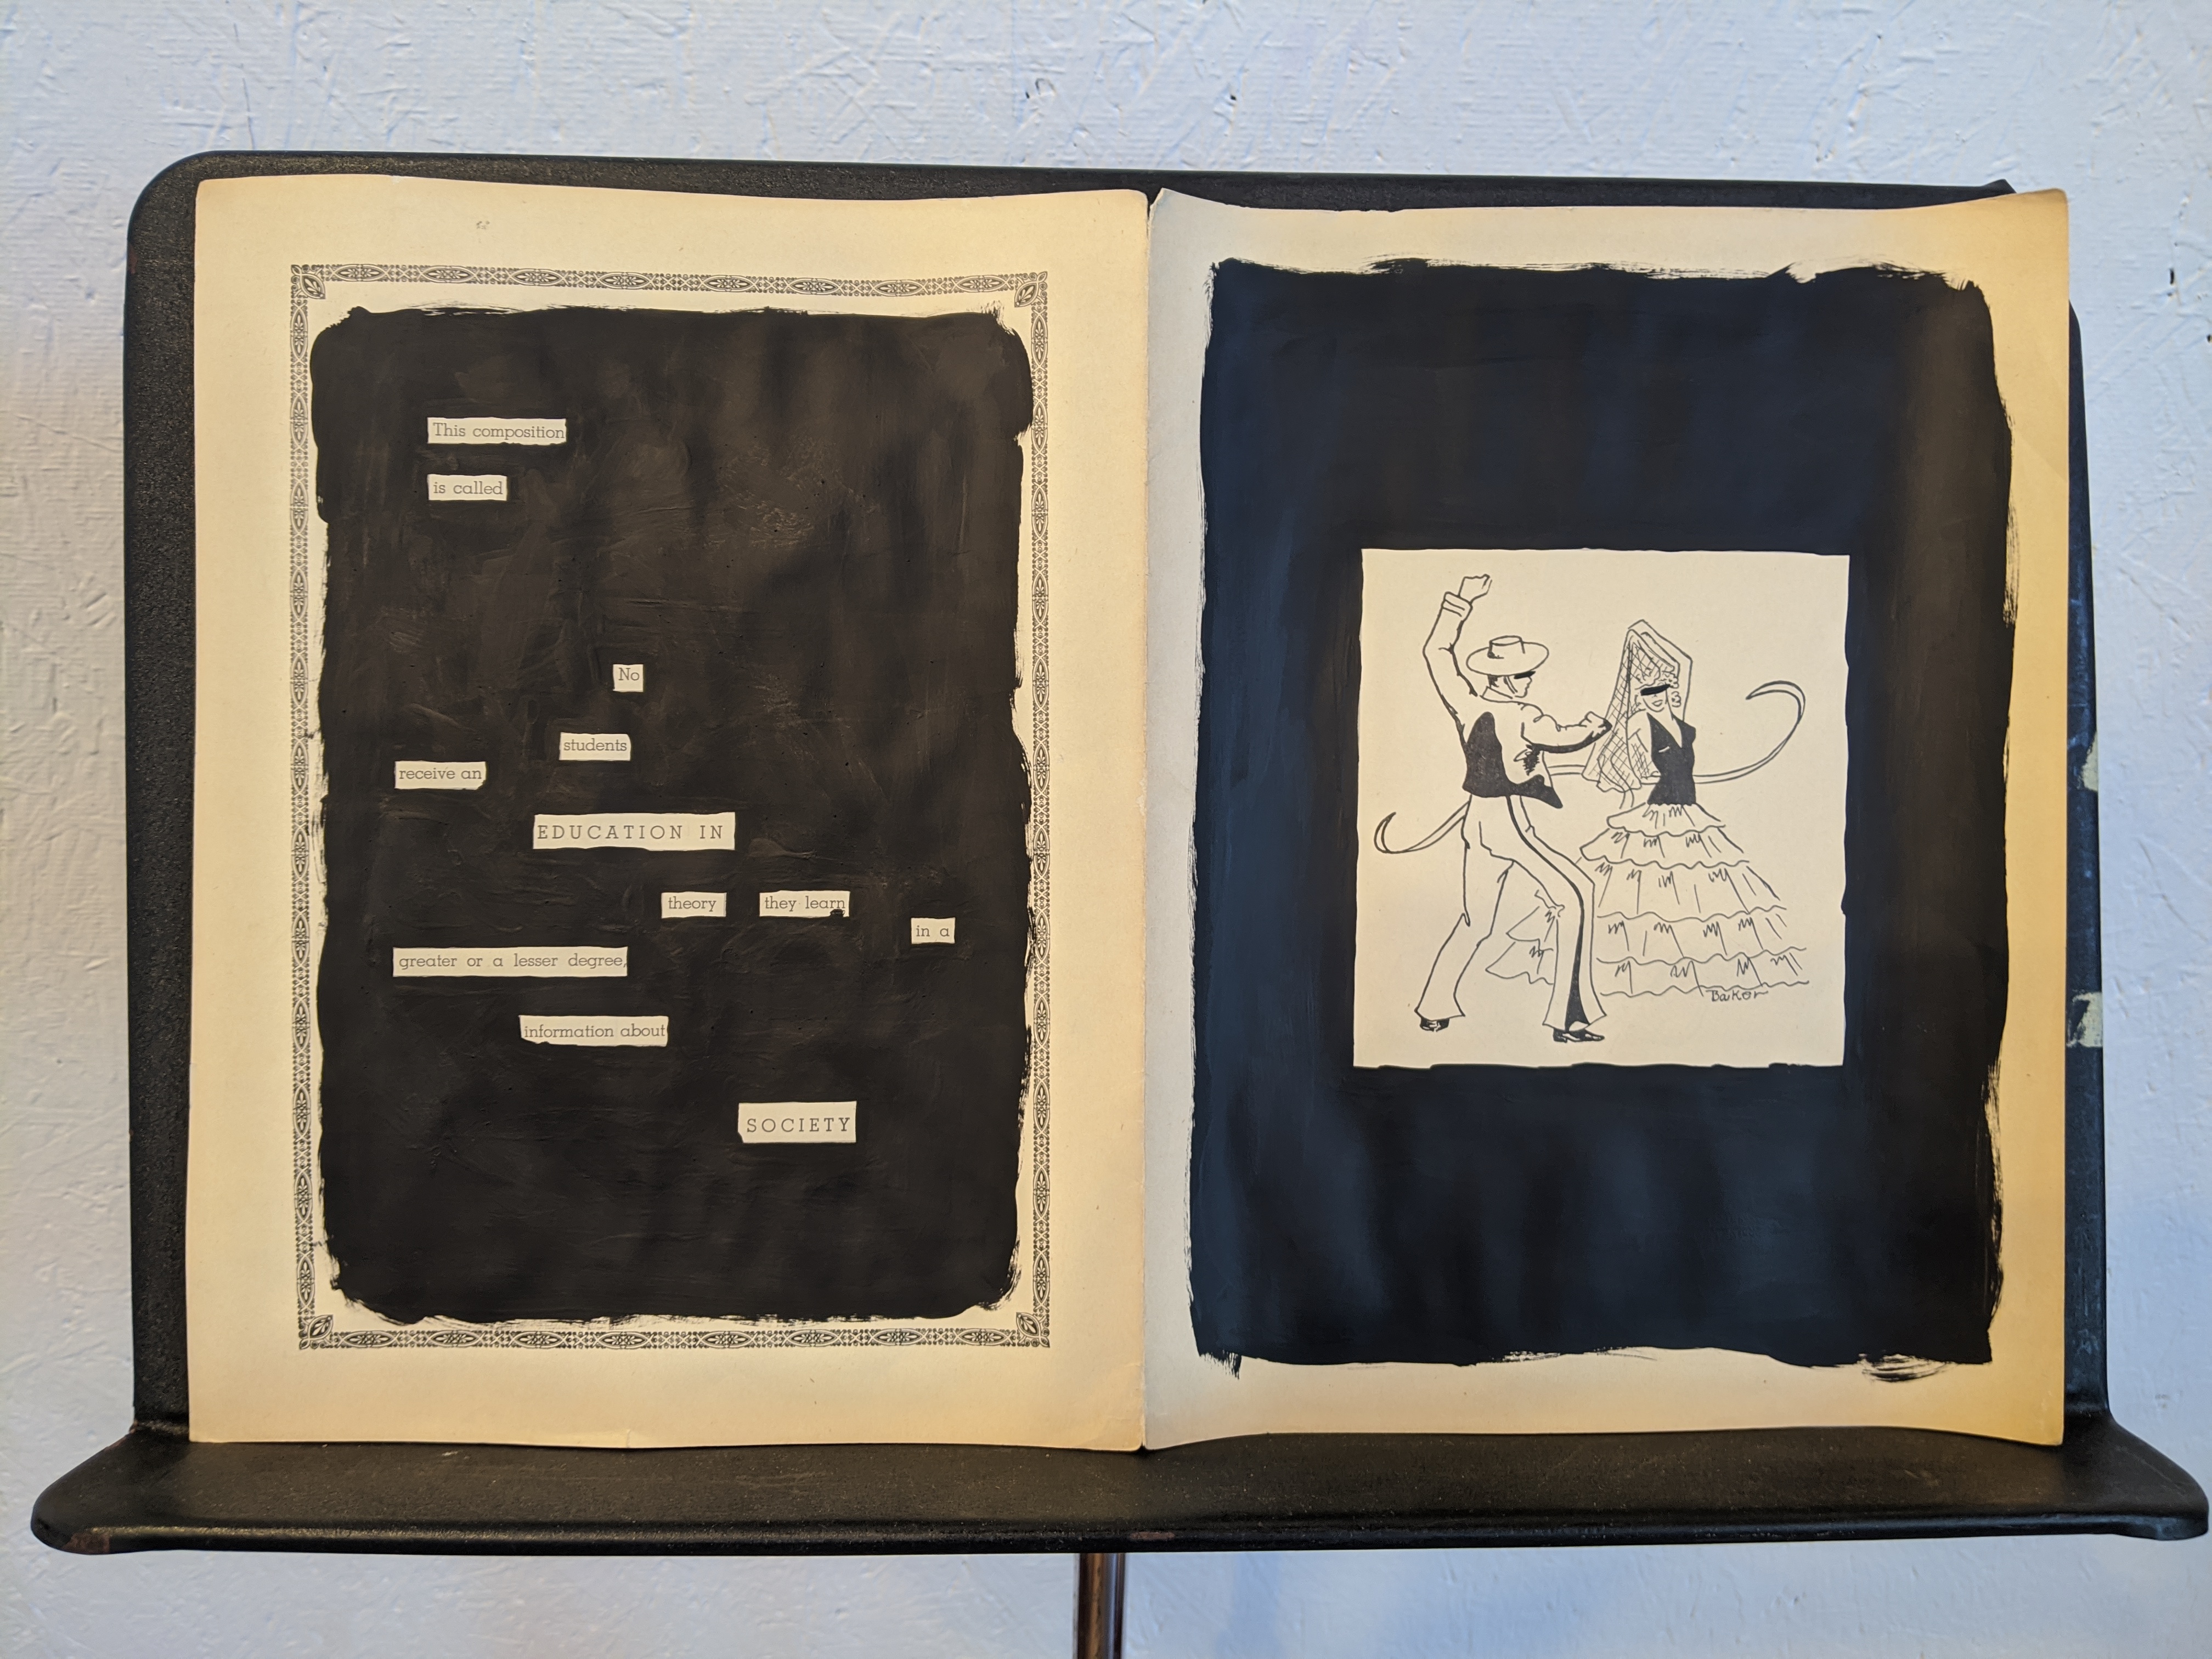 This composition
is called
No
students
receive an
EDUCATION IN
theory they learn
in a
greater or a lesser degree,
information about
SOCIETY
Baker